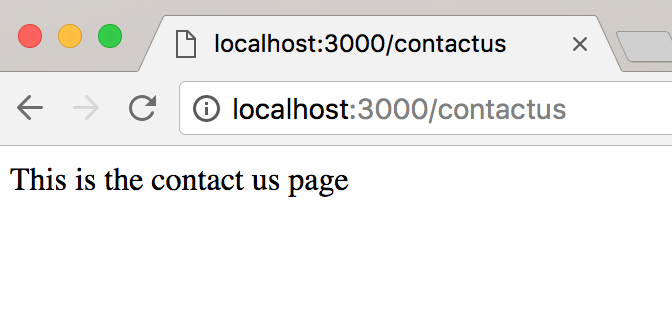 localhost:3000/contactus
localhost:3000/contactus
This is the contact us page